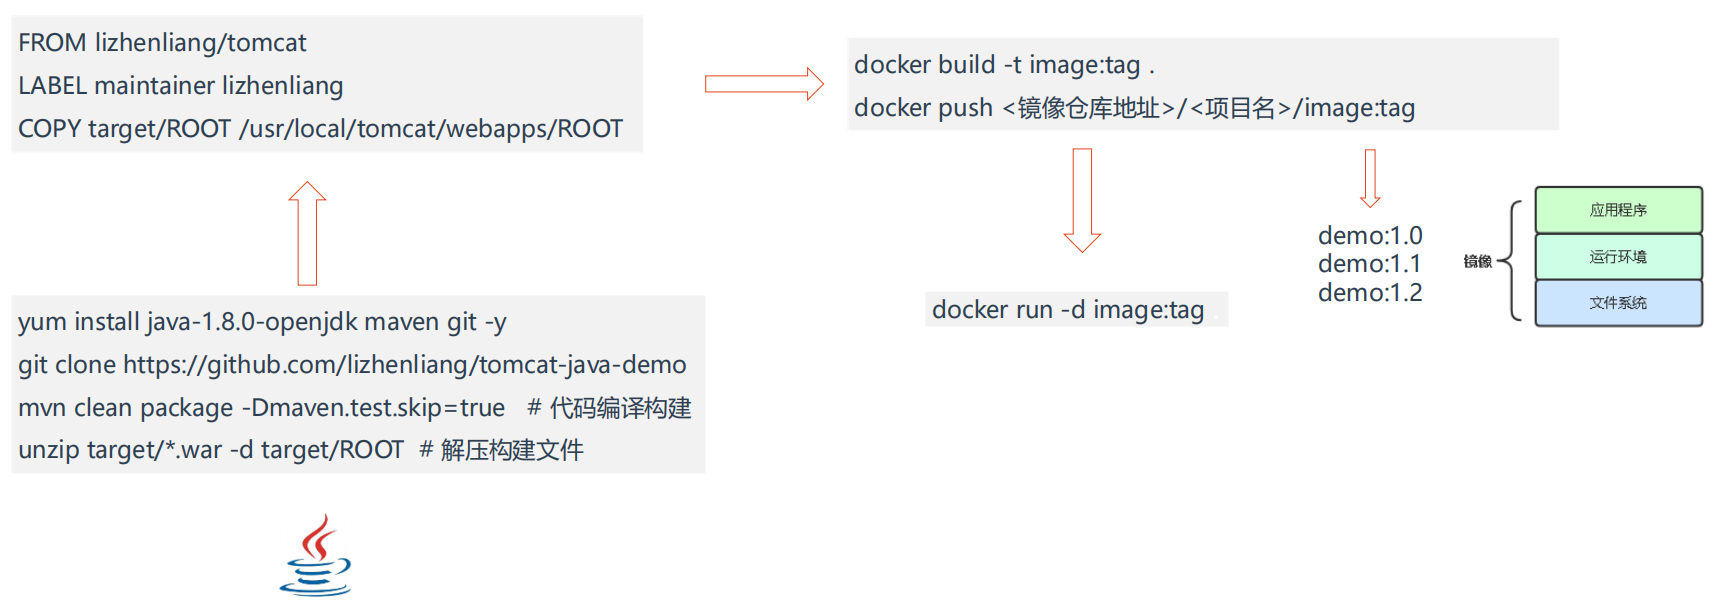 FROM lizhenliang/tomcat
LABEL maintainer lizhenliang
COPY target/ROOT /usr/local/tomcat/webapps/ROOT
docker build -t image:tag .
docker push <镜像仓库地址>/<项目名>/image:tag
yum install java-1.8.0-openjdk maven git -y
git clone https://github.com/lizhenliang/tomcat-java-demo
mvn clean package -Dmaven.test.skip=true # 代码编译构建
unzip target/*.war -d target/ROOT # 解压构建文件
docker run -d image:tag .
demo:1.0
demo:1.1
demo:1.2
镜像
应用程序
运行环境
文件系统